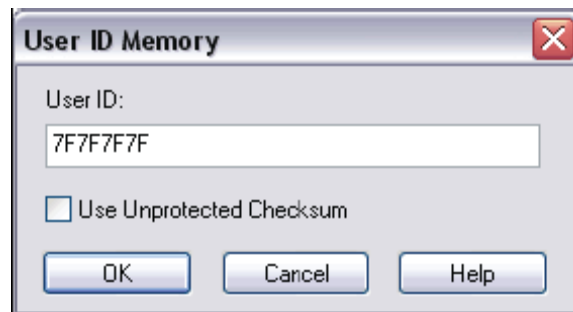 User ID Memory
User ID:
7F7F7F7F
Use Unprotected Checksum
OK Cancel Help